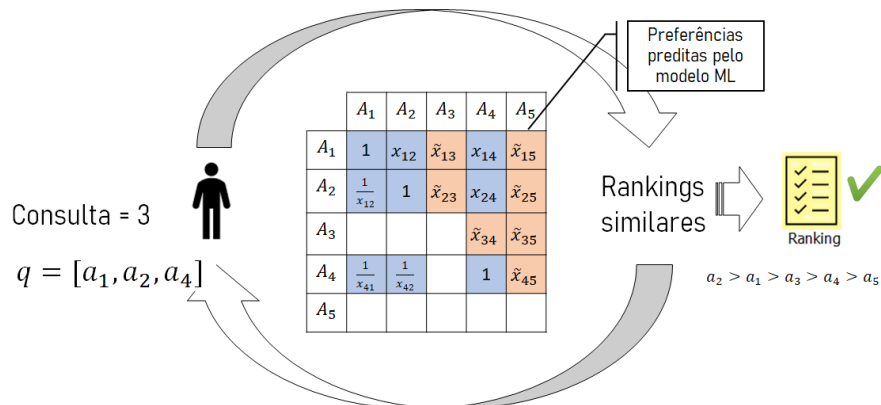 Preferências
preditas pelo
modelo ML
A₁ A₂ A₃ A₄ A₅
A₁ 1 x₁₂ x̃₁₃ x₁₄ x̃₁₅
A₂ 1/x₁₂ 1 x̃₂₃ x₂₄ x̃₂₅
A₃ x̃₃₄ x̃₃₅
A₄ 1/x₄₁ 1/x₄₂ 1 x̃₄₅
A₅
Consulta = 3
q = [a₁, a₂, a₄]
Rankings
similares
Ranking
a₂ > a₁ > a₃ > a₄ > a₅